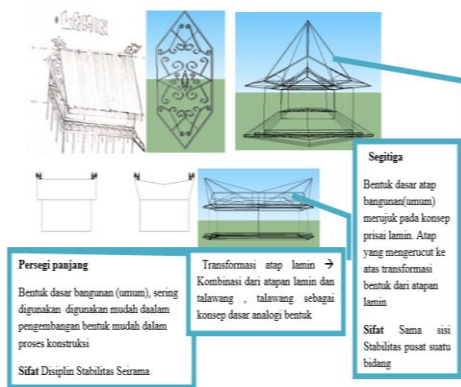 Lamin
Segitiga
Bentuk dasar atap
bangunan(umum)
merujuk pada konsep
prisai lamin. Atap
yang mengerucut ke
atas transformasi
bentuk dari atapan
lamin
Sifat Sama sisi
Stabilitas pusat suatu
bidang
Persegi panjang
Bentuk dasar bangunan (umum), sering
digunakan digunakan mudah daalam
pengembangan bentuk mudah dalam
proses konstruksi
Sifat Disiplin Stabilitas Seirama
Transformasi atap lamin →
Kombinasi dari atapan lamin dan
talawang , talawang sebagai
konsep dasar analogi bentuk